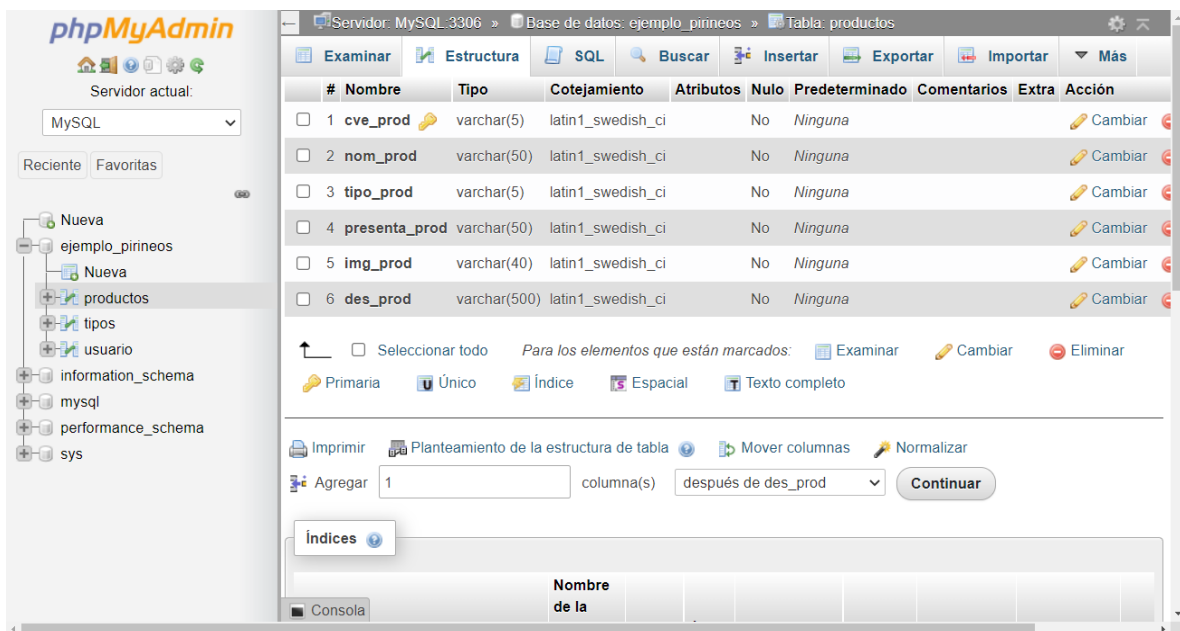 phpMyAdmin
Servidor actual:
MySQL
Reciente Favoritas
Nueva
ejemplo_pirineos
Nueva
productos
tipos
usuario
information_schema
mysql
performance_schema
sys
Servidor: MySQL:3306 » Base de datos: ejemplo_pirineos » Tabla: productos
Examinar Estructura SQL Buscar Insertar Exportar Importar Más
# Nombre Tipo Cotejamiento Atributos Nulo Predeterminado Comentarios Extra Acción
1 cve_prod varchar(5) latin1_swedish_ci No Ninguna Cambiar
2 nom_prod varchar(50) latin1_swedish_ci No Ninguna Cambiar
3 tipo_prod varchar(5) latin1_swedish_ci No Ninguna Cambiar
4 presenta_prod varchar(50) latin1_swedish_ci No Ninguna Cambiar
5 img_prod varchar(40) latin1_swedish_ci No Ninguna Cambiar
6 des_prod varchar(500) latin1_swedish_ci No Ninguna Cambiar
Seleccionar todo Para los elementos que están marcados: Examinar Cambiar Eliminar
Primaria Único Índice Espacial Texto completo
Imprimir Planteamiento de la estructura de tabla Mover columnas Normalizar
Agregar 1 columna(s) después de des_prod Continuar
Índices
Nombre
de la
Consola